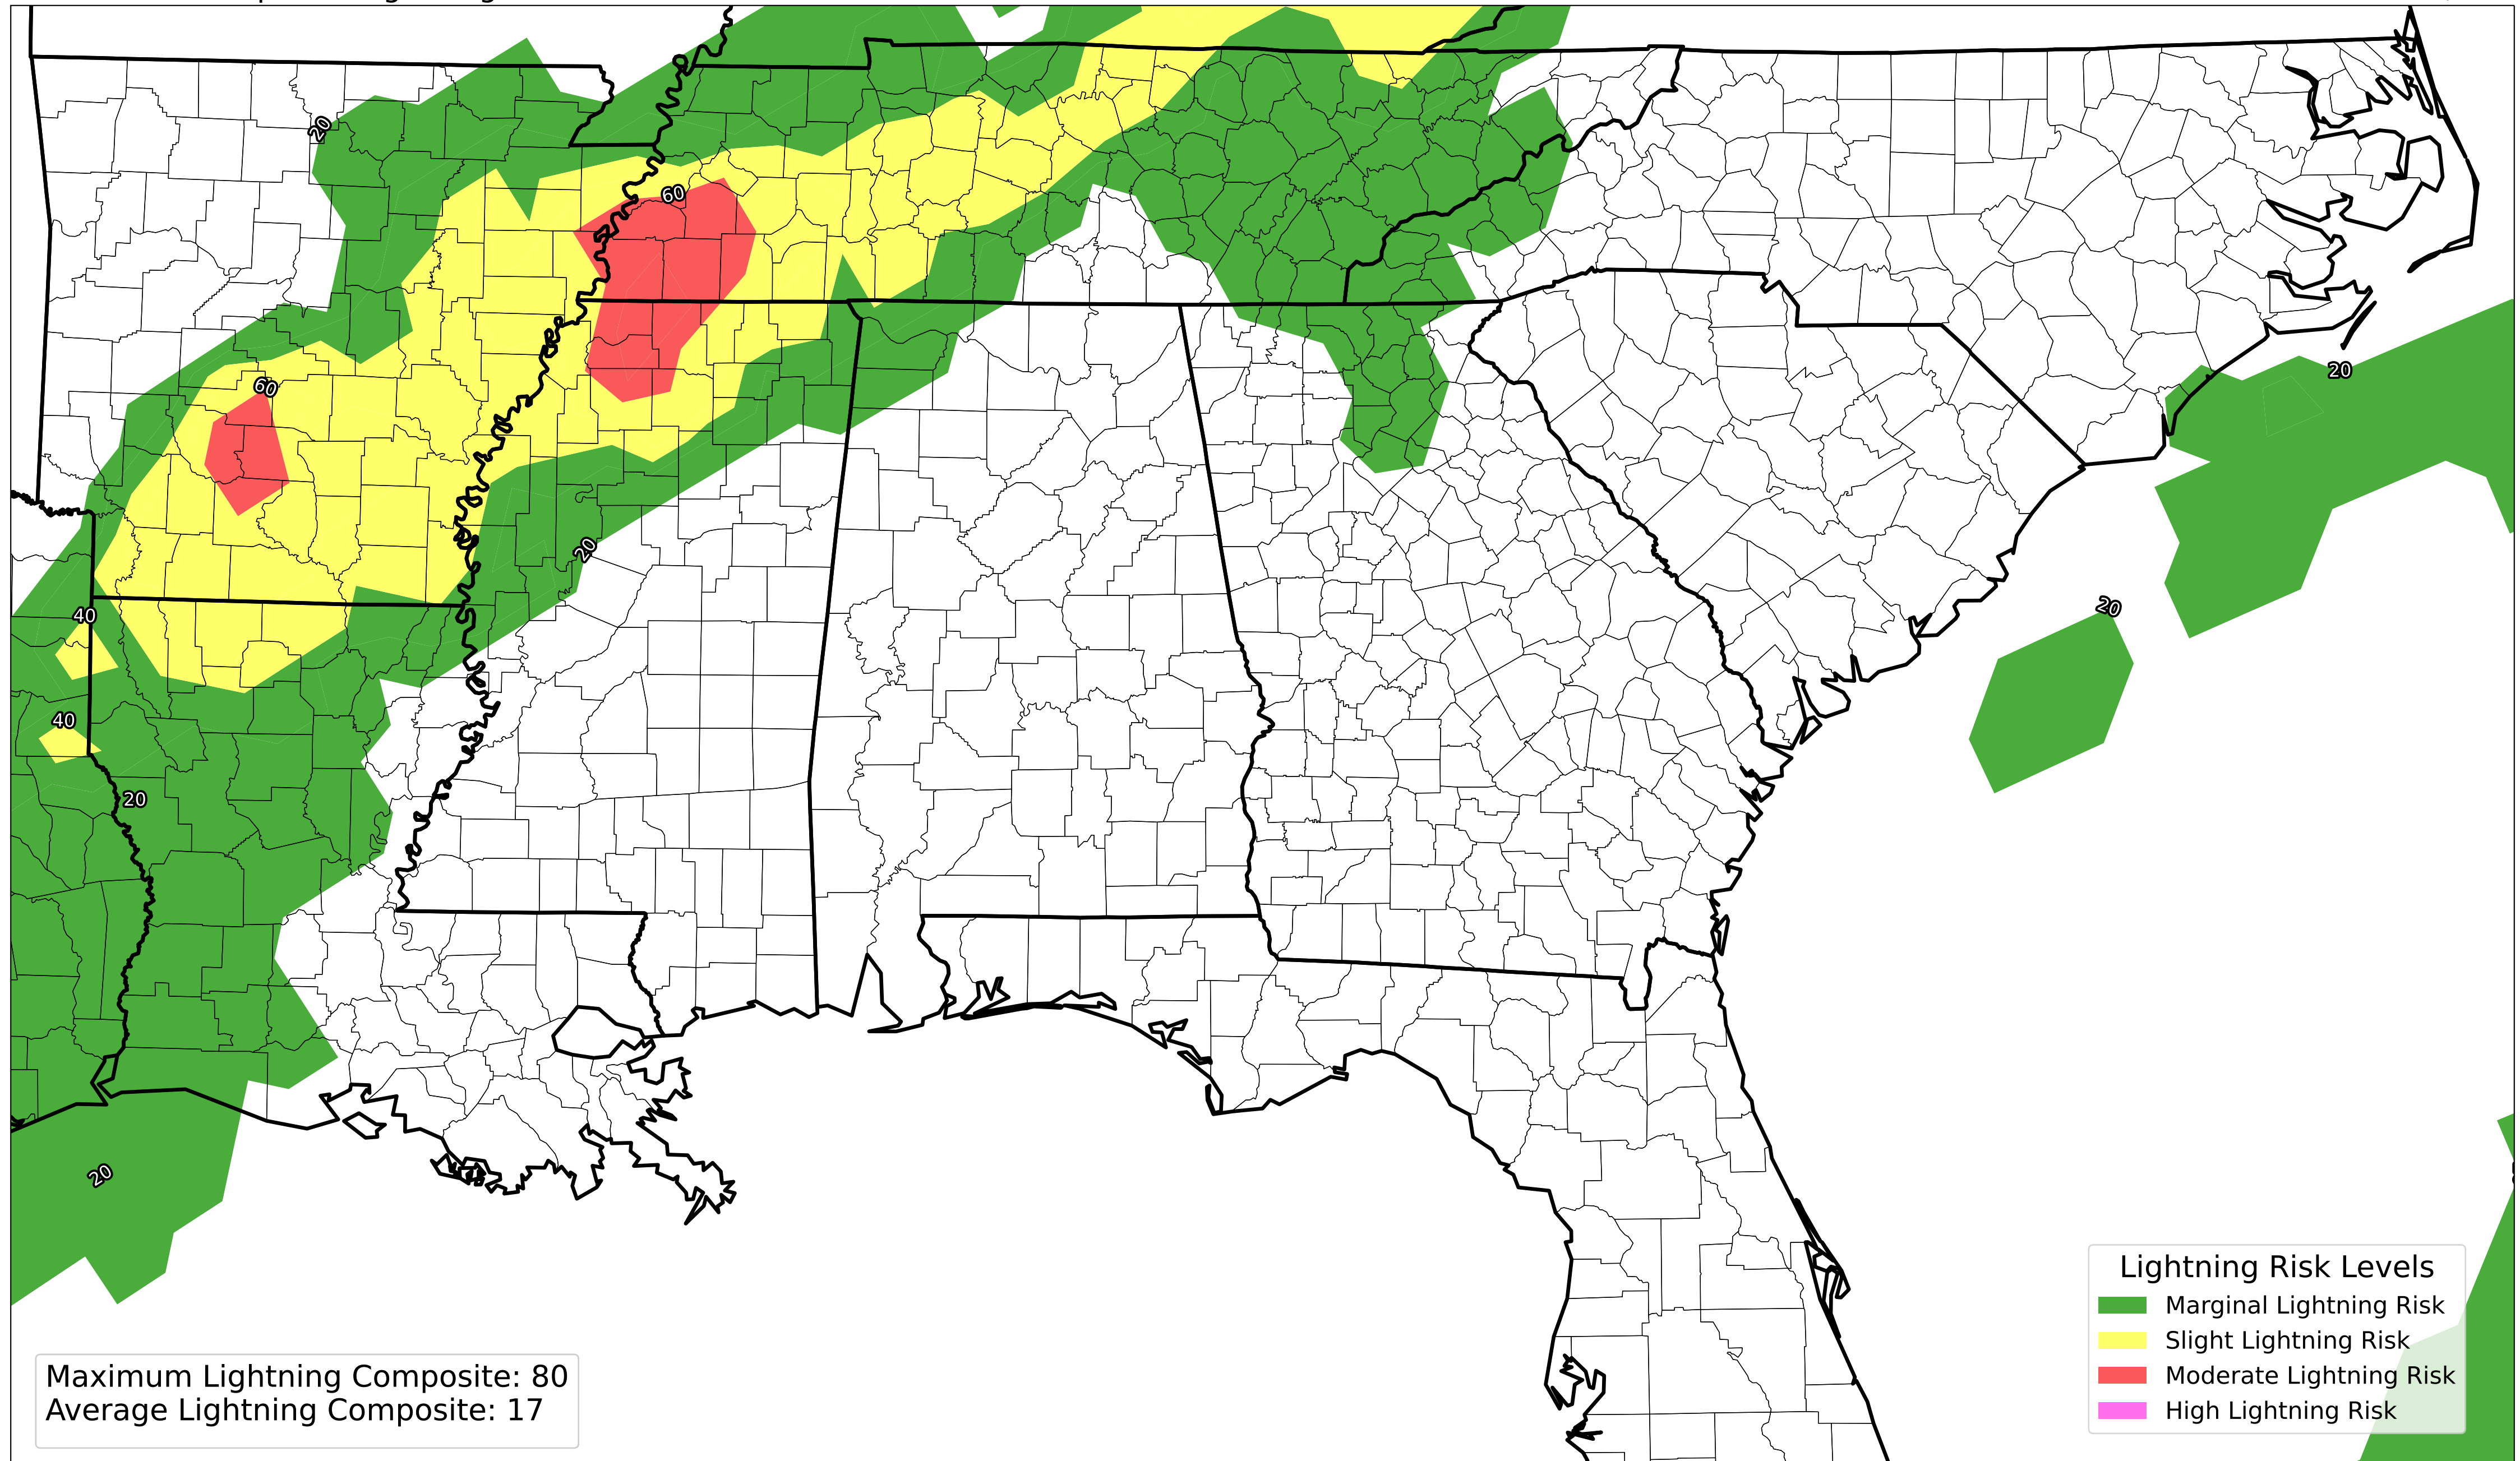 20
60
60
20
20
40
20
40
20
20
Lightning Risk Levels
Marginal Lightning Risk
Slight Lightning Risk
Moderate Lightning Risk
High Lightning Risk
Maximum Lightning Composite: 80
Average Lightning Composite: 17